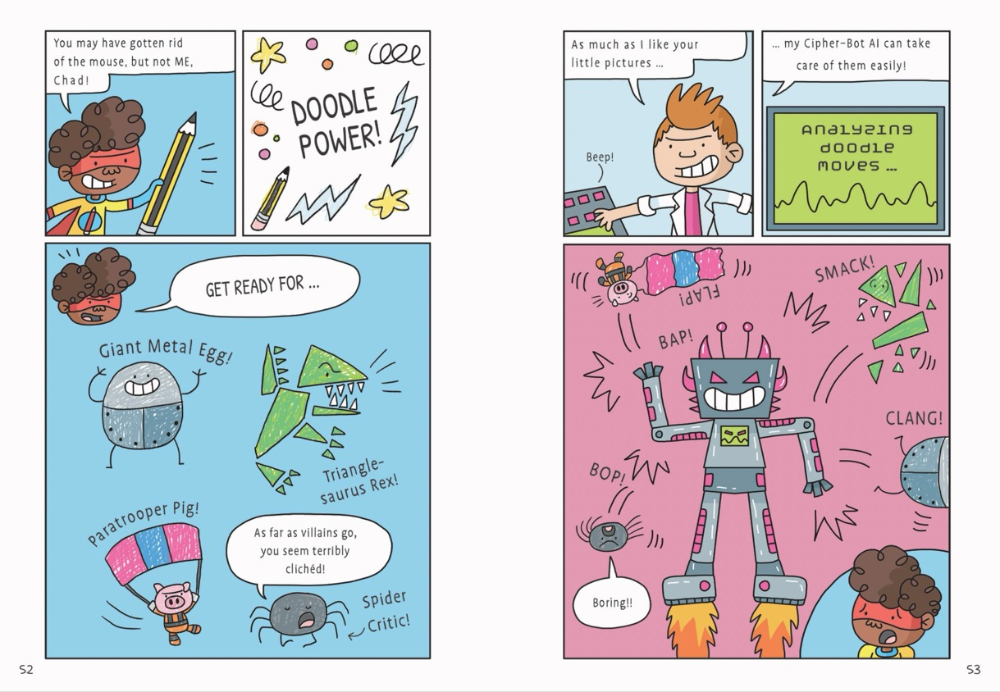 You may have gotten rid
of the mouse, but not ME,
Chad!
DOODLE
POWER!
GET READY FOR ...
Giant Metal Egg!
Triangle-
saurus Rex!
Paratrooper Pig!
As far as villains go,
you seem terribly
clichéd!
Spider
Critic!
52
As much as I like your
little pictures ...
Beep!
... my Cipher-Bot AI can take
care of them easily!
Analyzing
doodle
moves ...
FLAP!
SMACK!
BAP!
CLANG!
BOP!
Boring!!
53